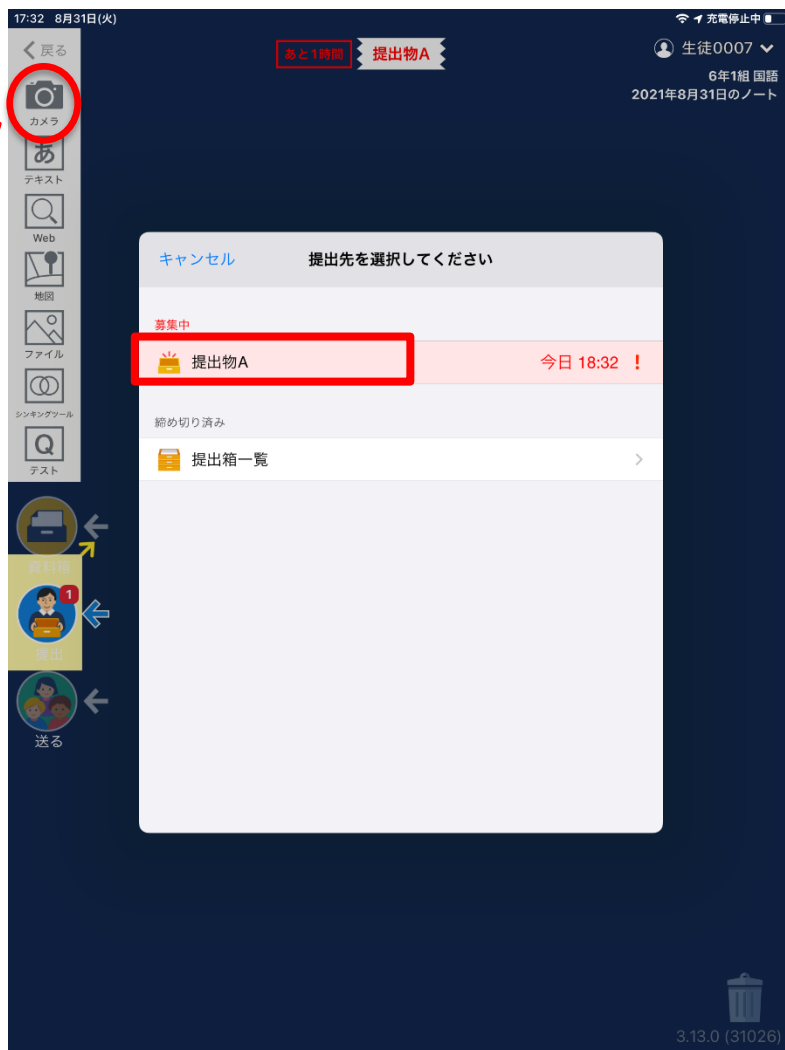 17:32 8月31日(火)
充電停止中
戻る
あと1時間
提出物A
生徒0007
6年1組 国語
2021年8月31日のノート
カメラ
あ
テキスト
Web
地図
ファイル
シンキングツール
Q
テスト
キャンセル
提出先を選択してください
募集中
提出物A
今日 18:32 !
締め切り済み
提出箱一覧
資料箱
1
提出
送る
3.13.0 (31026)